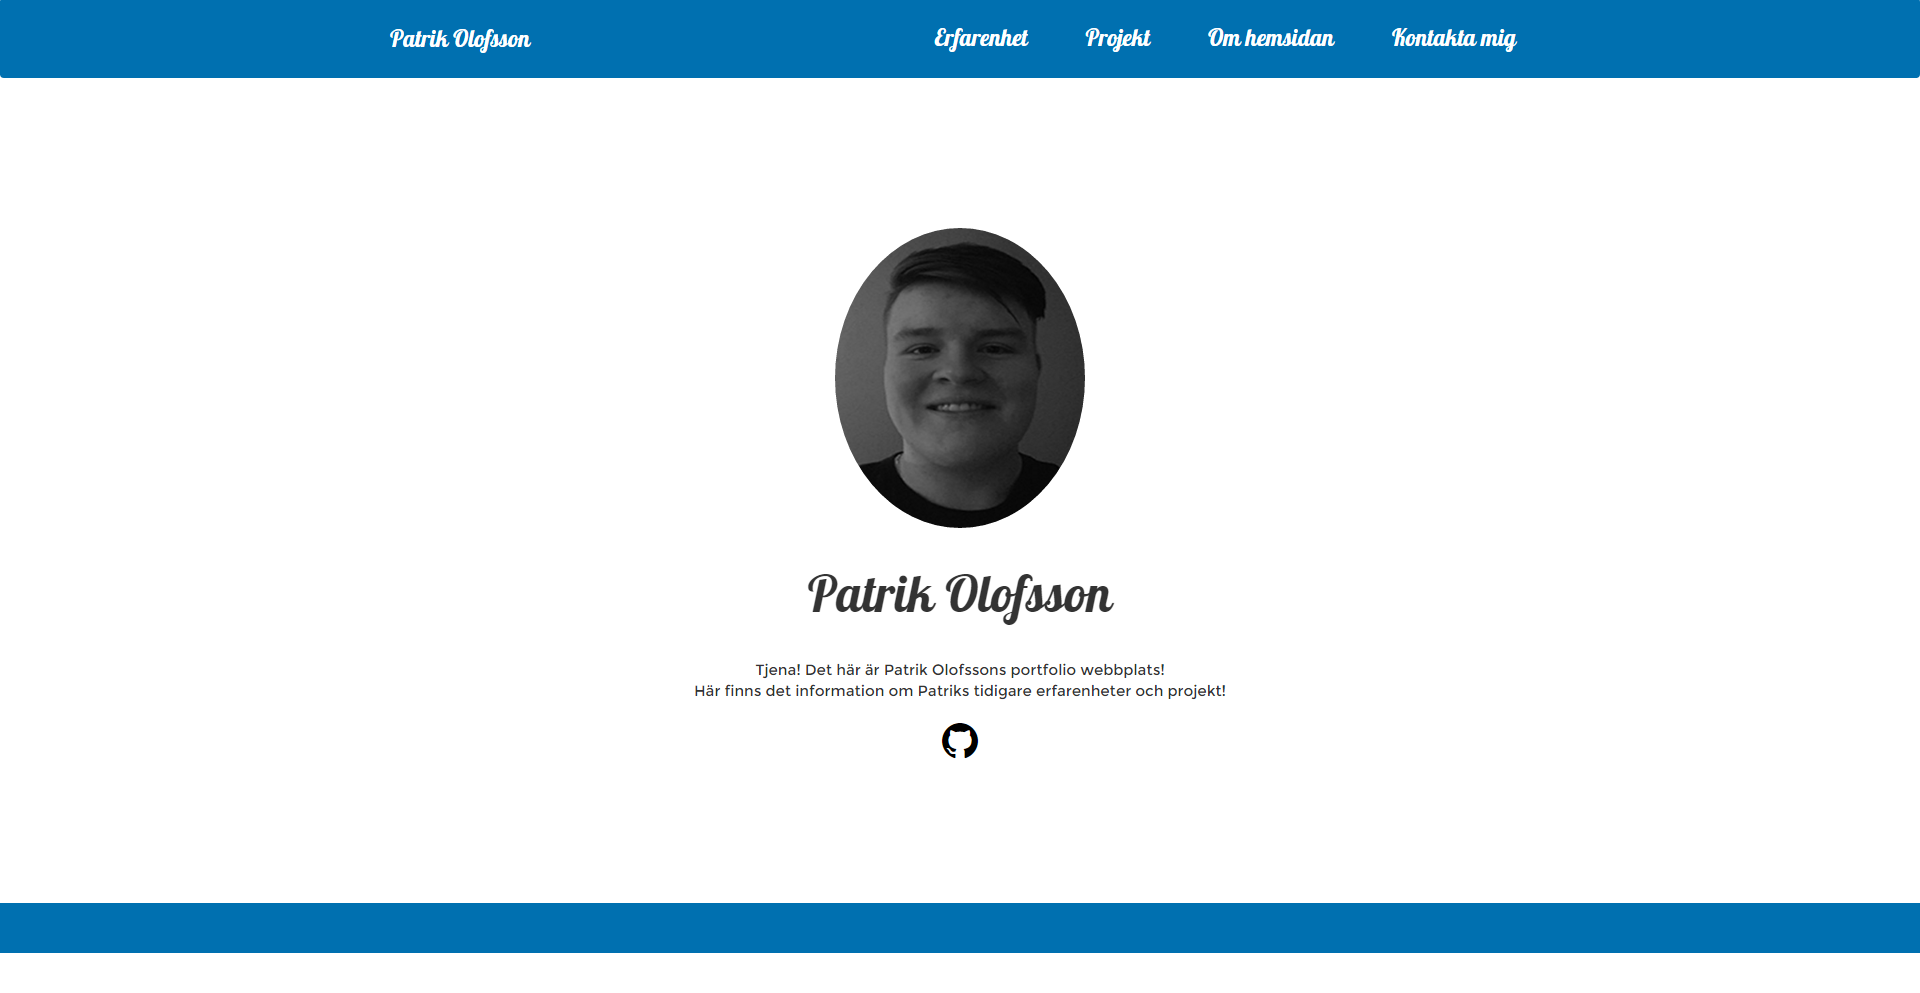 Patrik Olofsson
Erfarenhet Projekt Om hemsidan Kontakta mig
Patrik Olofsson
Tjena! Det här är Patrik Olofssons portfolio webbplats!
Här finns det information om Patriks tidigare erfarenheter och projekt!